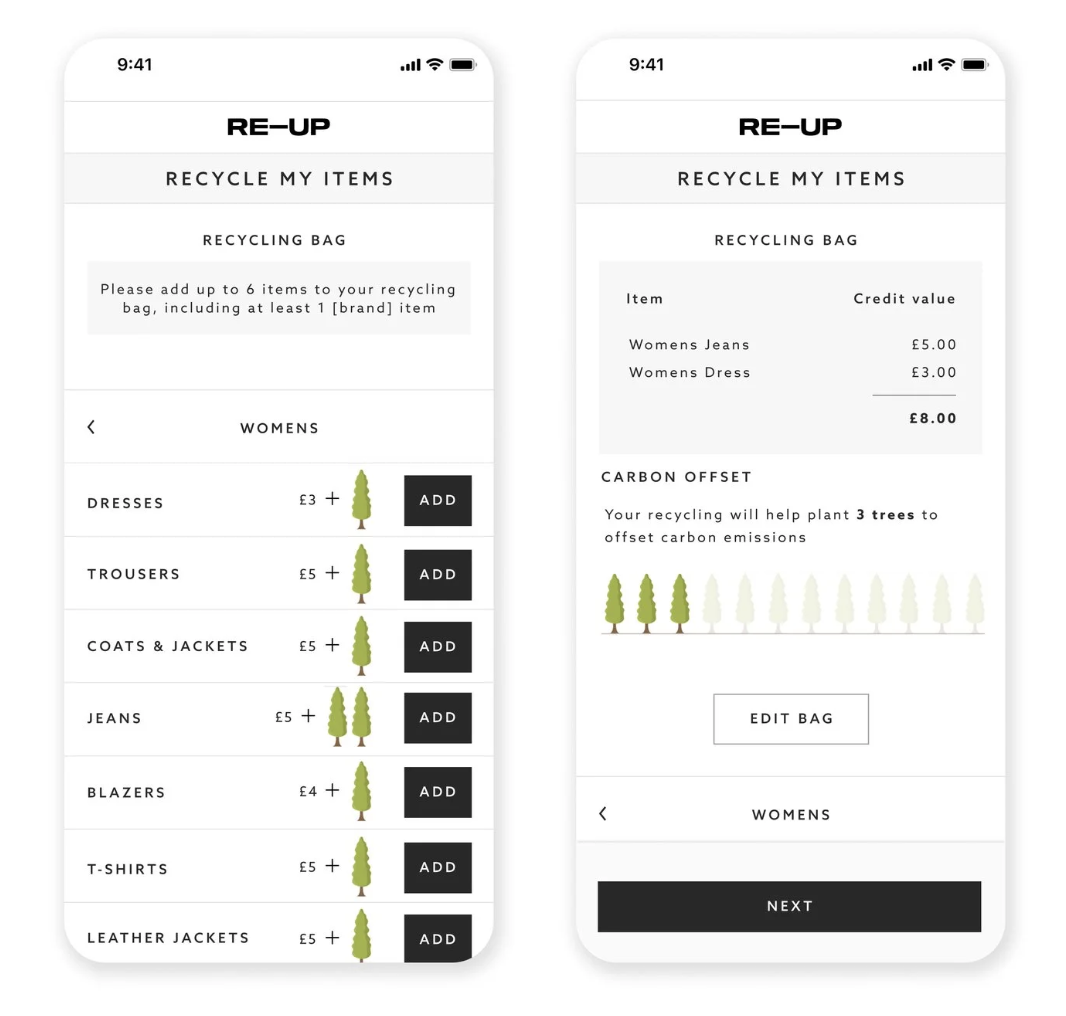 9:41
RE—UP
RECYCLE MY ITEMS
RECYCLING BAG
Please add up to 6 items to your recycling
bag, including at least 1 [brand] item
WOMENS
DRESSES £3 + ADD
TROUSERS £5 + ADD
COATS & JACKETS £5 + ADD
JEANS £5 + ADD
BLAZERS £4 + ADD
T-SHIRTS £5 + ADD
LEATHER JACKETS £5 + ADD
9:41
RE—UP
RECYCLE MY ITEMS
RECYCLING BAG
Item Credit value
Womens Jeans £5.00
Womens Dress £3.00
£8.00
CARBON OFFSET
Your recycling will help plant 3 trees to
offset carbon emissions
EDIT BAG
WOMENS
NEXT